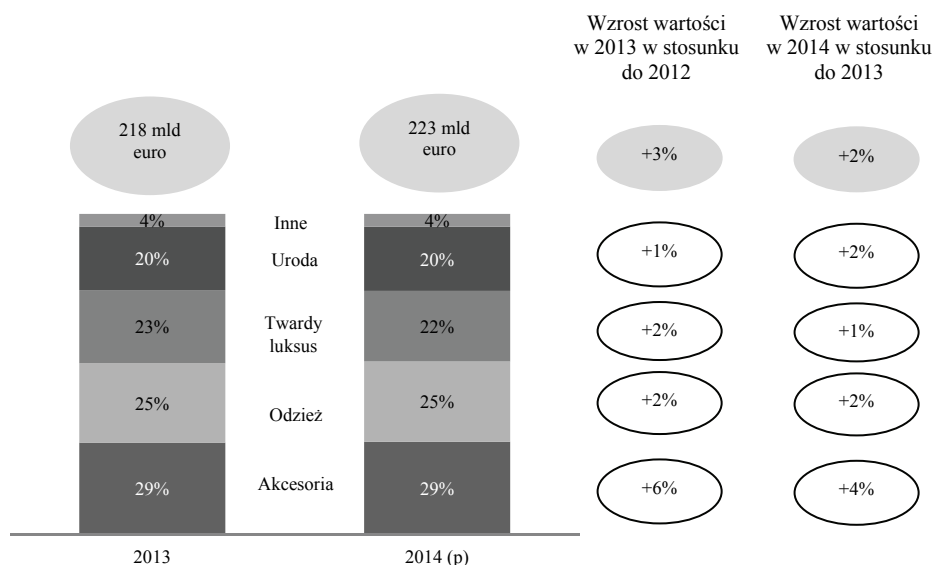 Wzrost wartości
w 2013 w stosunku
do 2012
Wzrost wartości
w 2014 w stosunku
do 2013
218 mld
euro
223 mld
euro
+3%
+2%
4%
Inne
4%
+1%
+2%
20%
Uroda
20%
23%
Twardy
luksus
22%
+2%
+1%
25%
Odzież
25%
+2%
+2%
29%
Akcesoria
29%
+6%
+4%
2013
2014 (p)